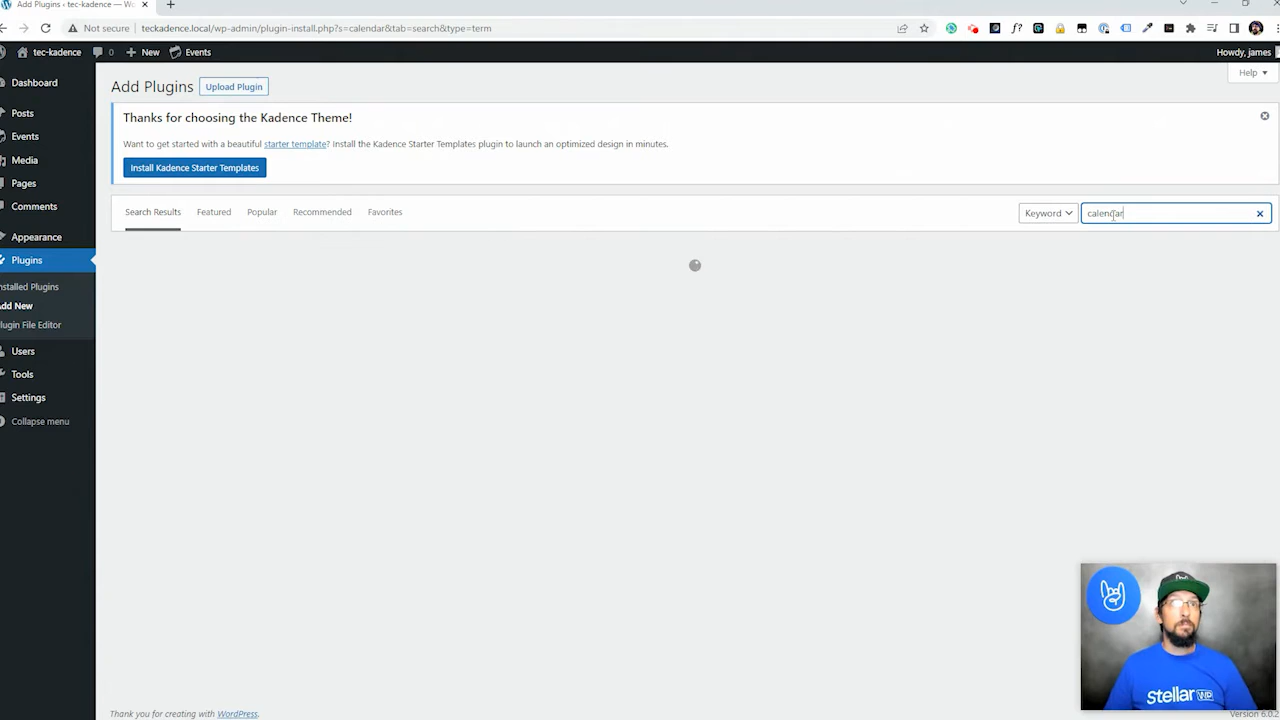 Add Plugins ‹ tec-kadence — Wo
Not secure
teckadence.local/wp-admin/plugin-install.php?s=calendar&tab=search&type=term
tec-kadence
0
New
Events
Howdy, james
Dashboard
Posts
Events
Media
Pages
Comments
Appearance
Plugins
nstalled Plugins
Add New
lugin File Editor
Users
Tools
Settings
Collapse menu
Add Plugins
Upload Plugin
Help
Thanks for choosing the Kadence Theme!
Want to get started with a beautiful starter template? Install the Kadence Starter Templates plugin to launch an optimized design in minutes.
Install Kadence Starter Templates
Search Results
Featured
Popular
Recommended
Favorites
Keyword
calendar
stellar WP
Thank you for creating with WordPress.
Version 6.0.2